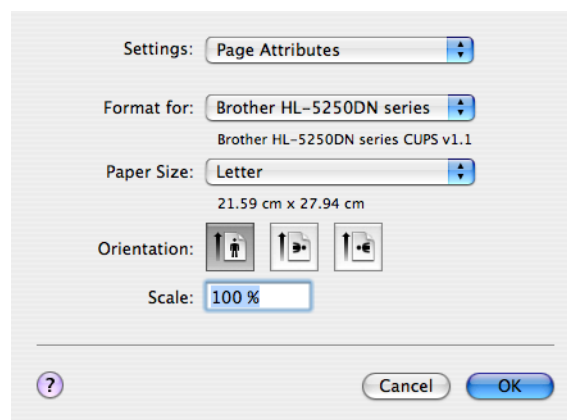 Settings: Page Attributes
Format for: Brother HL-5250DN series
Brother HL-5250DN series CUPS v1.1
Paper Size: Letter
21.59 cm x 27.94 cm
Orientation:
Scale: 100 %
? Cancel OK